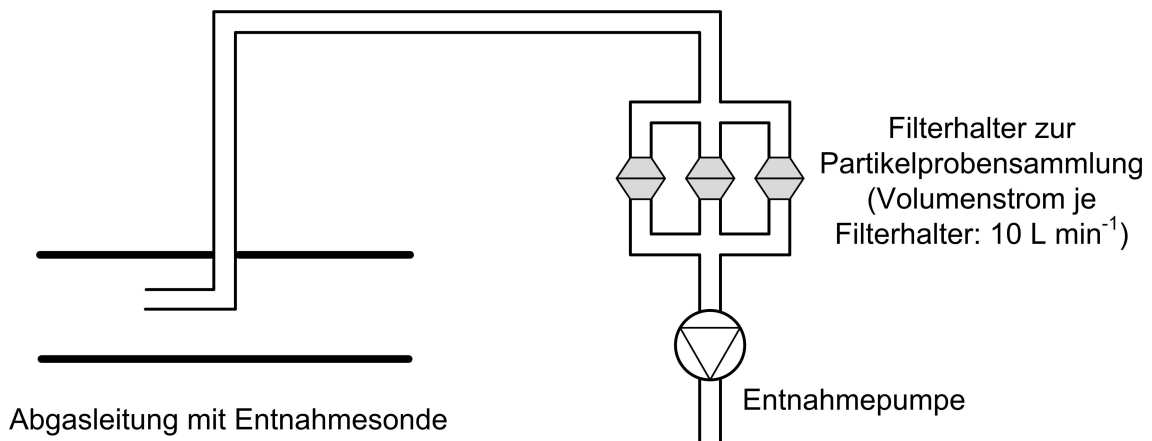 Filterhalter zur
Partikelprobensammlung
(Volumenstrom je
Filterhalter: 10 L min⁻¹)
Entnahmepumpe
Abgasleitung mit Entnahmesonde